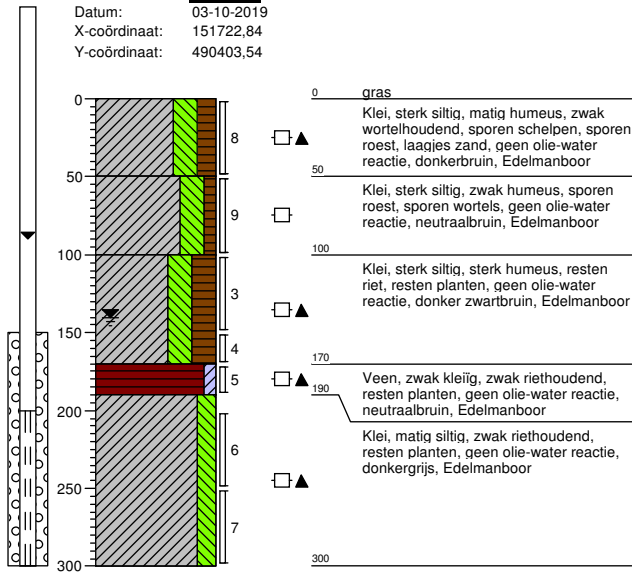 Datum: 03-10-2019
X-coördinaat: 151722,84
Y-coördinaat: 490403,54
0
50
100
150
200
250
300
8
9
3
4
5
6
7
0 gras
Klei, sterk siltig, matig humeus, zwak
wortelhoudend, sporen schelpen, sporen
roest, laagjes zand, geen olie-water
reactie, donkerbruin, Edelmanboor
50
Klei, sterk siltig, zwak humeus, sporen
roest, sporen wortels, geen olie-water
reactie, neutraalbruin, Edelmanboor
100
Klei, sterk siltig, sterk humeus, resten
riet, resten planten, geen olie-water
reactie, donker zwartbruin, Edelmanboor
170
Veen, zwak kleiïg, zwak riethoudend,
resten planten, geen olie-water reactie,
neutraalbruin, Edelmanboor
190
Klei, matig siltig, zwak riethoudend,
resten planten, geen olie-water reactie,
donkergrijs, Edelmanboor
300